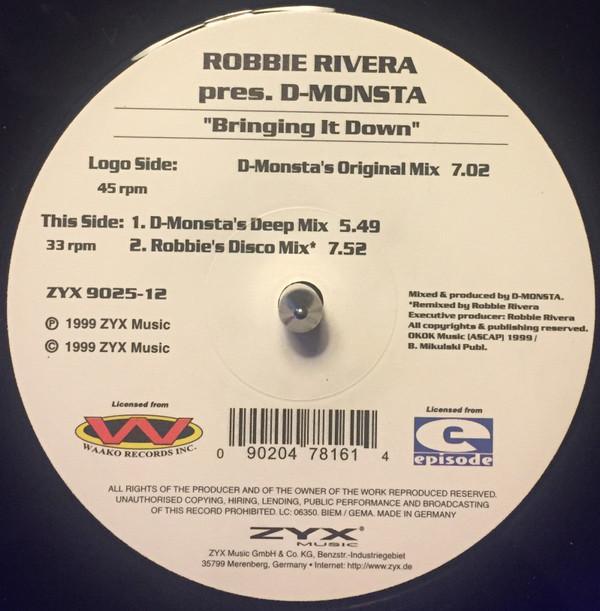 ROBBIE RIVERA
pres. D-MONSTA
"Bringing It Down"
Logo Side: D-Monsta's Original Mix 7.02
45 rpm
This Side: 1. D-Monsta's Deep Mix 5.49
33 rpm 2. Robbie's Disco Mix* 7.52
ZYX 9025-12
℗ 1999 ZYX Music
© 1999 ZYX Music
Mixed & produced by D-MONSTA.
*Remixed by Robbie Rivera
Executive producer: Robbie Rivera
All copyrights & publishing reserved.
OKOK Music (ASCAP) 1999 /
B. Mikulski Publ.
Licensed from
W
WAAKO RECORDS INC.
0 90204 78161 4
Licensed from
e
episode
ALL RIGHTS OF THE PRODUCER AND OF THE OWNER OF THE WORK REPRODUCED RESERVED.
UNAUTHORISED COPYING, HIRING, LENDING, PUBLIC PERFORMANCE AND BROADCASTING
OF THIS RECORD PROHIBITED. LC: 06350. BIEM / GEMA. MADE IN GERMANY
ZYX®
MUSIC
ZYX Music GmbH & Co. KG, Benzstr.-Industriegebiet
35799 Merenberg, Germany • Internet: http://www.zyx.de